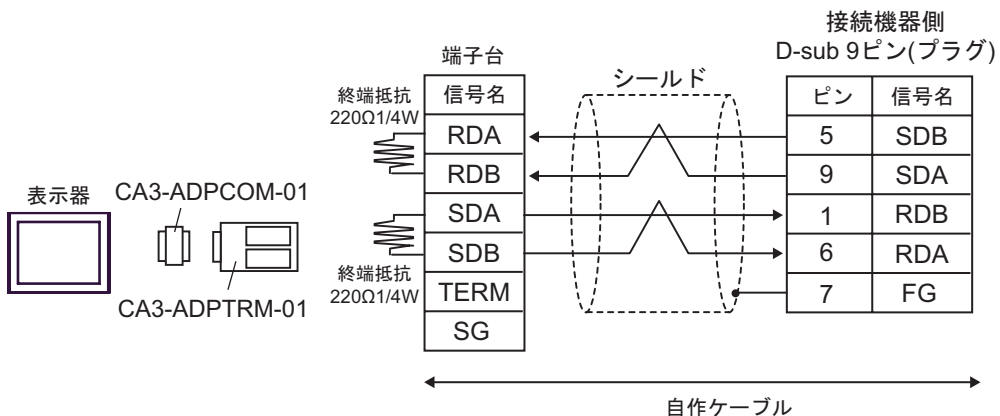 接続機器側
D-sub 9ピン(プラグ)
端子台
シールド
終端抵抗
220Ω1/4W
信号名
ピン 信号名
RDA
5 SDB
RDB
9 SDA
表示器
CA3-ADPCOM-01
SDA
1 RDB
SDB
6 RDA
終端抵抗
220Ω1/4W
TERM
7 FG
CA3-ADPTRM-01
SG
自作ケーブル